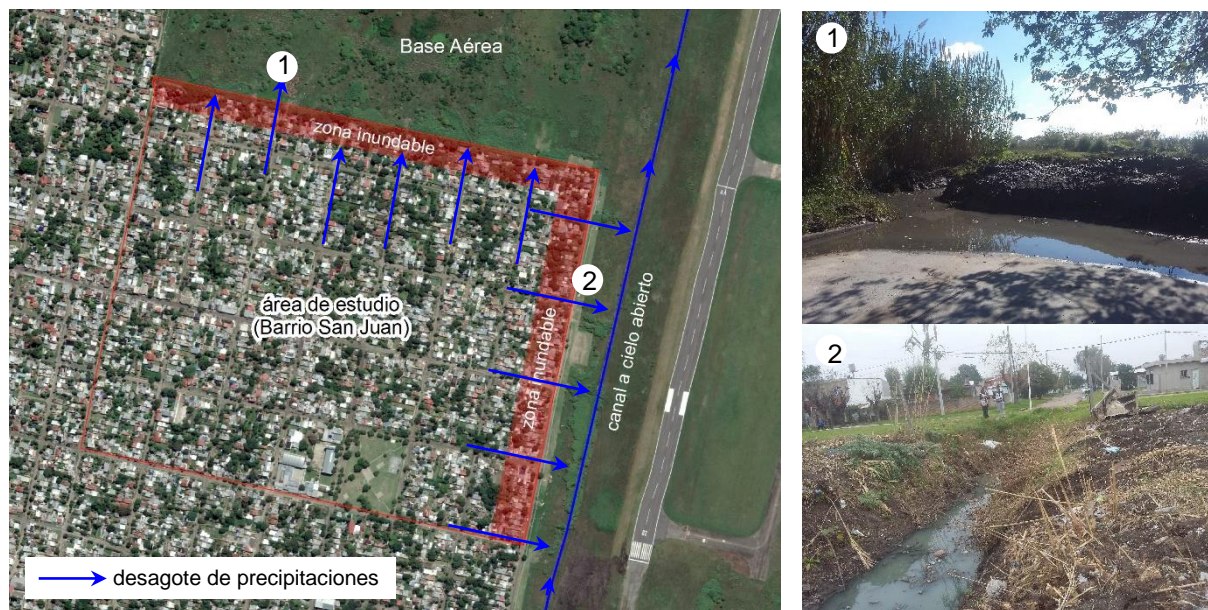 Base Aérea
1
zona inundable
2
área de estudio
(Barrio San Juan)
zona inundable
canal a cielo abierto
desagote de precipitaciones
1
2